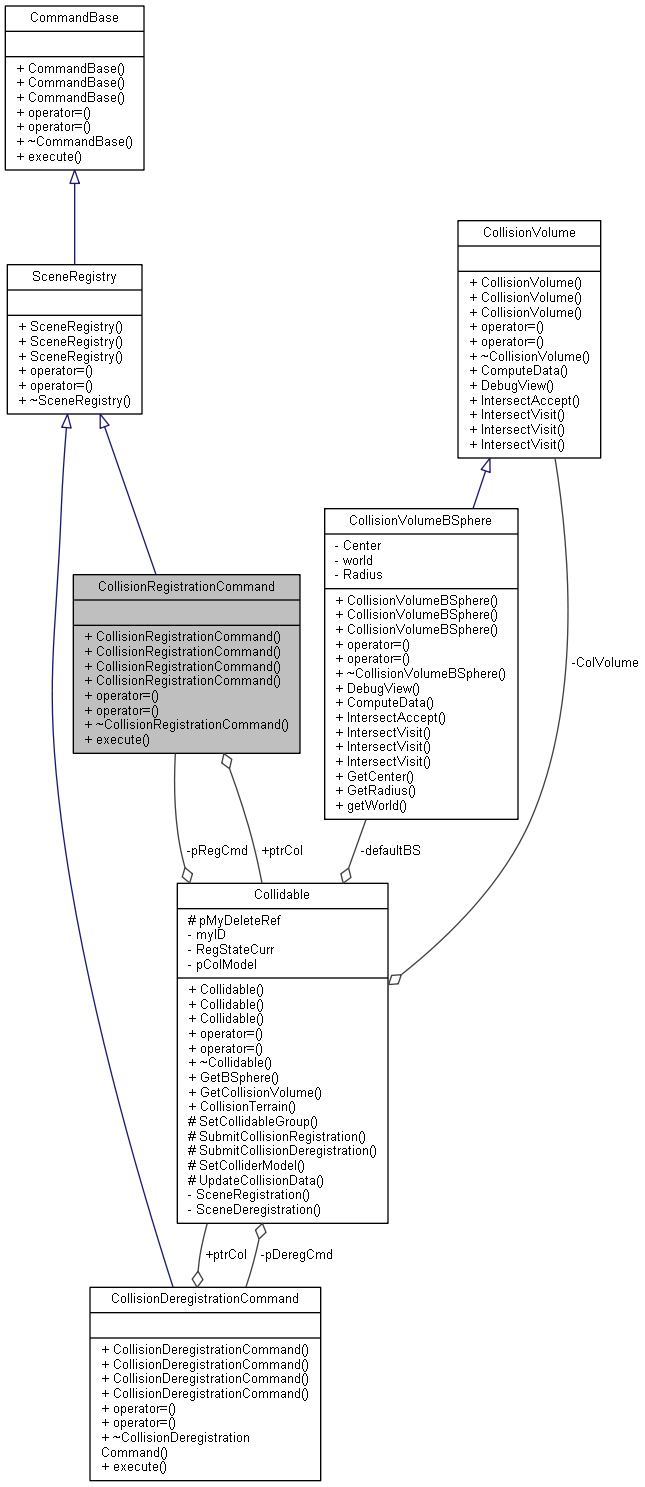 CommandBase
+ CommandBase()
+ CommandBase()
+ CommandBase()
+ operator=()
+ operator=()
+ ~CommandBase()
+ execute()
SceneRegistry
+ SceneRegistry()
+ SceneRegistry()
+ SceneRegistry()
+ operator=()
+ operator=()
+ ~SceneRegistry()
CollisionVolume
+ CollisionVolume()
+ CollisionVolume()
+ CollisionVolume()
+ operator=()
+ operator=()
+ ~CollisionVolume()
+ ComputeData()
+ DebugView()
+ IntersectAccept()
+ IntersectVisit()
+ IntersectVisit()
+ IntersectVisit()
CollisionVolumeBSphere
- Center
- world
- Radius
+ CollisionVolumeBSphere()
+ CollisionVolumeBSphere()
+ CollisionVolumeBSphere()
+ operator=()
+ operator=()
+ ~CollisionVolumeBSphere()
+ DebugView()
+ ComputeData()
+ IntersectAccept()
+ IntersectVisit()
+ IntersectVisit()
+ IntersectVisit()
+ GetCenter()
+ GetRadius()
+ getWorld()
CollisionRegistrationCommand
+ CollisionRegistrationCommand()
+ CollisionRegistrationCommand()
+ CollisionRegistrationCommand()
+ CollisionRegistrationCommand()
+ operator=()
+ operator=()
+ ~CollisionRegistrationCommand()
+ execute()
-ColVolume
-pRegCmd
+ptrCol
-defaultBS
Collidable
# pMyDeleteRef
- myID
- RegStateCurr
- pColModel
+ Collidable()
+ Collidable()
+ Collidable()
+ operator=()
+ operator=()
+ ~Collidable()
+ GetBSphere()
+ GetCollisionVolume()
+ CollisionTerrain()
# SetCollidableGroup()
# SubmitCollisionRegistration()
# SubmitCollisionDeregistration()
# SetColliderModel()
# UpdateCollisionData()
- SceneRegistration()
- SceneDeregistration()
+ptrCol
-pDeregCmd
CollisionDeregistrationCommand
+ CollisionDeregistrationCommand()
+ CollisionDeregistrationCommand()
+ CollisionDeregistrationCommand()
+ CollisionDeregistrationCommand()
+ operator=()
+ operator=()
+ ~CollisionDeregistration
Command()
+ execute()